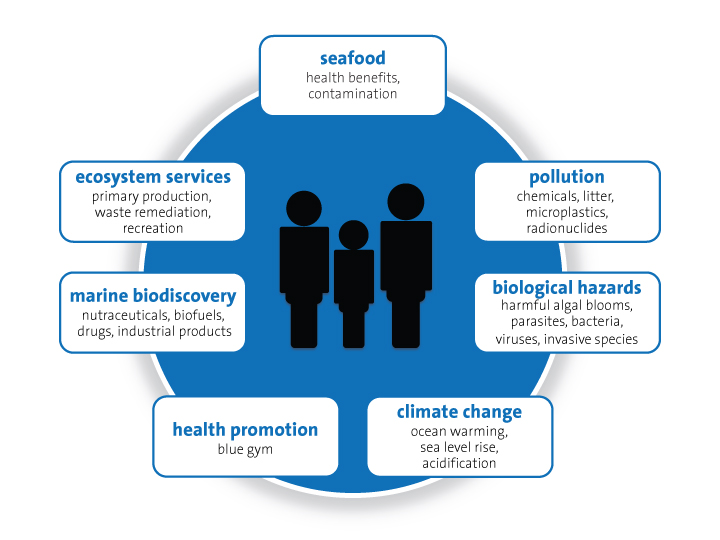 seafood
health benefits,
contamination
ecosystem services
primary production,
waste remediation,
recreation
pollution
chemicals, litter,
microplastics,
radionuclides
marine biodiscovery
nutraceuticals, biofuels,
drugs, industrial products
biological hazards
harmful algal blooms,
parasites, bacteria,
viruses, invasive species
health promotion
blue gym
climate change
ocean warming,
sea level rise,
acidification